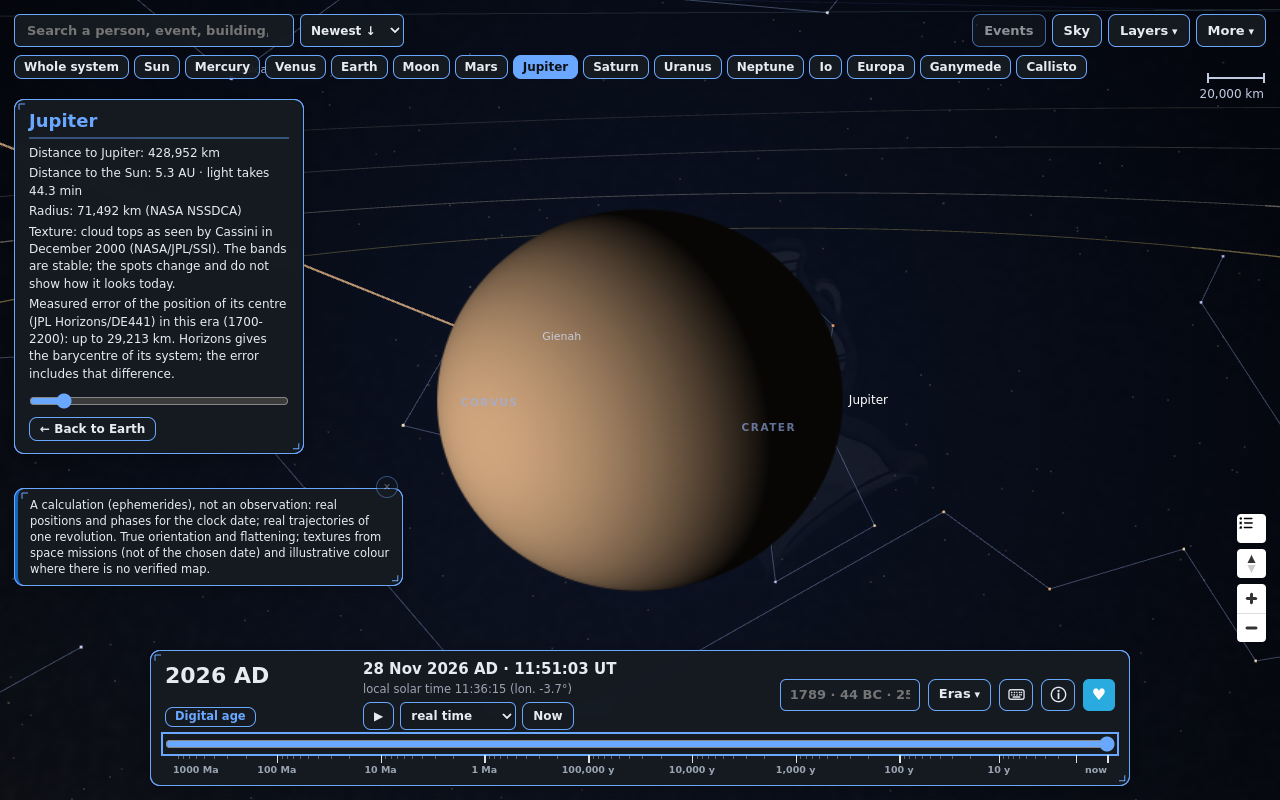 Search a person, event, building,
Newest ↓
Events
Sky
Layers ▾
More ▾
Whole system
Sun
Mercury
Venus
Earth
Moon
Mars
Jupiter
Saturn
Uranus
Neptune
Io
Europa
Ganymede
Callisto
20,000 km
Jupiter
Distance to Jupiter: 428,952 km
Distance to the Sun: 5.3 AU · light takes
44.3 min
Radius: 71,492 km (NASA NSSDCA)
Texture: cloud tops as seen by Cassini in
December 2000 (NASA/JPL/SSI). The bands
are stable; the spots change and do not
show how it looks today.
Measured error of the position of its centre
(JPL Horizons/DE441) in this era (1700-
2200): up to 29,213 km. Horizons gives
the barycentre of its system; the error
includes that difference.
← Back to Earth
Gienah
CORVUS
CRATER
Jupiter
×
A calculation (ephemerides), not an observation: real
positions and phases for the clock date; real trajectories of
one revolution. True orientation and flattening; textures from
space missions (not of the chosen date) and illustrative colour
where there is no verified map.
2026 AD
Digital age
28 Nov 2026 AD · 11:51:03 UT
local solar time 11:36:15 (lon. -3.7°)
▶
real time
Now
1789 · 44 BC · 25
Eras ▾
1000 Ma
100 Ma
10 Ma
1 Ma
100,000 y
10,000 y
1,000 y
100 y
10 y
now